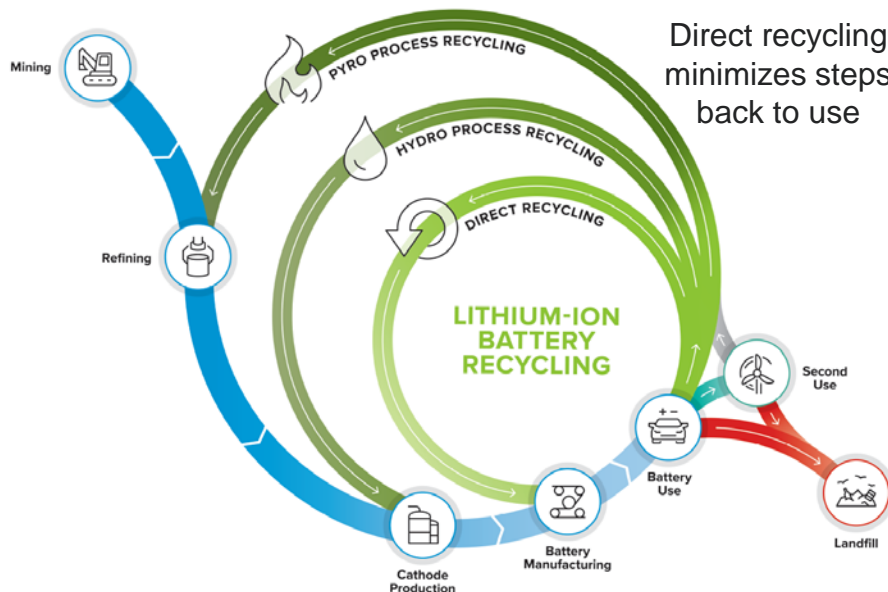 Direct recycling
minimizes steps
back to use
Mining
PYRO PROCESS RECYCLING
HYDRO PROCESS RECYCLING
DIRECT RECYCLING
Refining
LITHIUM-ION
BATTERY
RECYCLING
Second
Use
+ −
Battery
Use
Landfill
Battery
Manufacturing
Cathode
Production